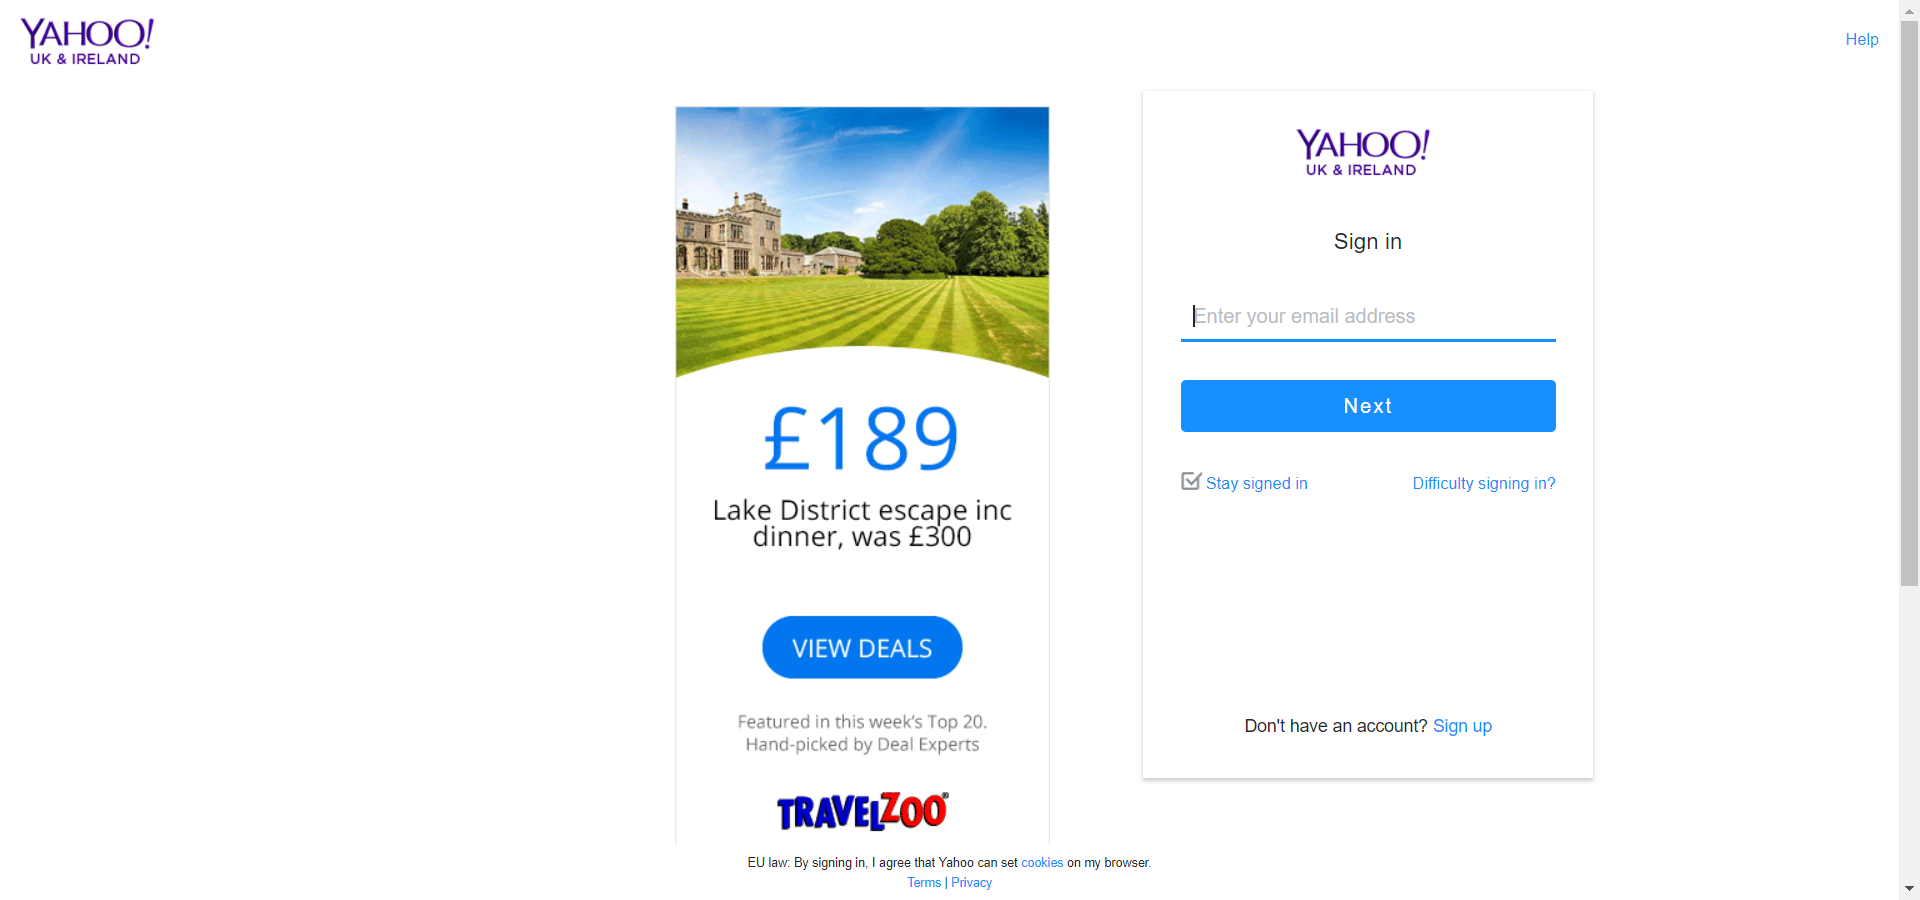 YAHOO!
UK & IRELAND
Help
£189
Lake District escape inc
dinner, was £300
VIEW DEALS
Featured in this week's Top 20.
Hand-picked by Deal Experts
TRAVELZOO®
YAHOO!
UK & IRELAND
Sign in
Enter your email address
Next
Stay signed in
Difficulty signing in?
Don't have an account? Sign up
EU law: By signing in, I agree that Yahoo can set cookies on my browser.
Terms | Privacy